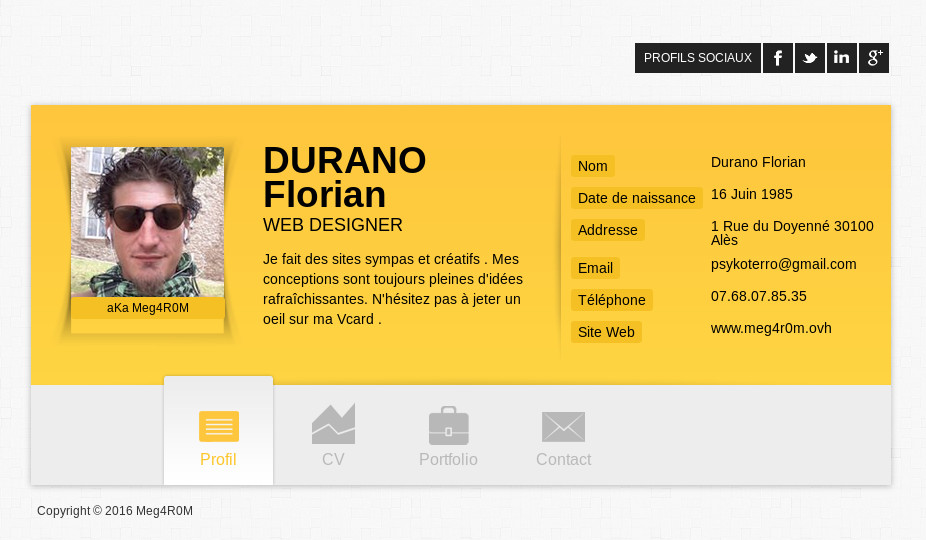 PROFILS SOCIAUX
DURANO
Florian
WEB DESIGNER
Je fait des sites sympas et créatifs . Mes
conceptions sont toujours pleines d'idées
rafraîchissantes. N'hésitez pas à jeter un
oeil sur ma Vcard .
aKa Meg4R0M
Nom Durano Florian
Date de naissance 16 Juin 1985
Addresse 1 Rue du Doyenné 30100
Alès
Email psykoterro@gmail.com
Téléphone 07.68.07.85.35
Site Web www.meg4r0m.ovh
Profil CV Portfolio Contact
Copyright © 2016 Meg4R0M